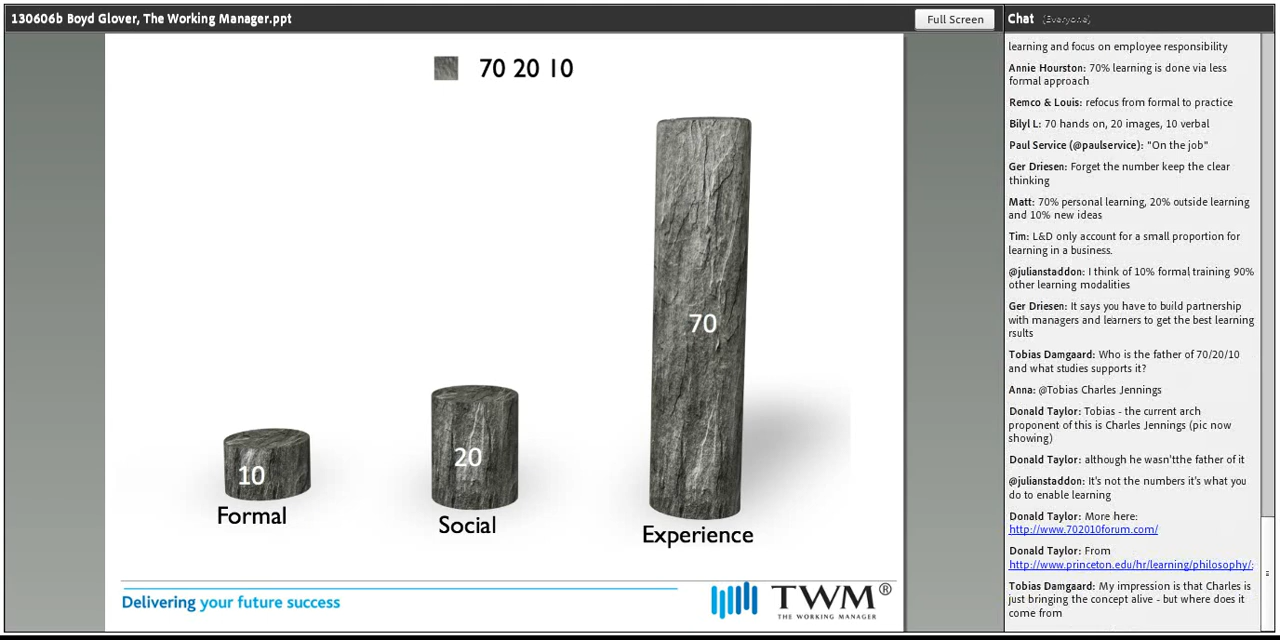 130606b Boyd Glover, The Working Manager.ppt
Full Screen
70 20 10
70
20
10
Formal
Social
Experience
Delivering your future success
TWM®
THE WORKING MANAGER
Chat (Everyone)
learning and focus on employee responsibility
Annie Hourston: 70% learning is done via less
formal approach
Remco & Louis: refocus from formal to practice
Bilyl L: 70 hands on, 20 images, 10 verbal
Paul Service (@paulservice): "On the job"
Ger Driesen: Forget the number keep the clear
thinking
Matt: 70% personal learning, 20% outside learning
and 10% new ideas
Tim: L&D only account for a small proportion for
learning in a business.
@julianstaddon: I think of 10% formal training 90%
other learning modalities
Ger Driesen: It says you have to build partnership
with managers and learners to get the best learning
rsults
Tobias Damgaard: Who is the father of 70/20/10
and what studies supports it?
Anna: @Tobias Charles Jennings
Donald Taylor: Tobias - the current arch
proponent of this is Charles Jennings (pic now
showing)
Donald Taylor: although he wasn'tthe father of it
@julianstaddon: It's not the numbers it's what you
do to enable learning
Donald Taylor: More here:
http://www.702010forum.com/
Donald Taylor: From
http://www.princeton.edu/hr/learning/philosophy/:
Tobias Damgaard: My impression is that Charles is
just bringing the concept alive - but where does it
come from